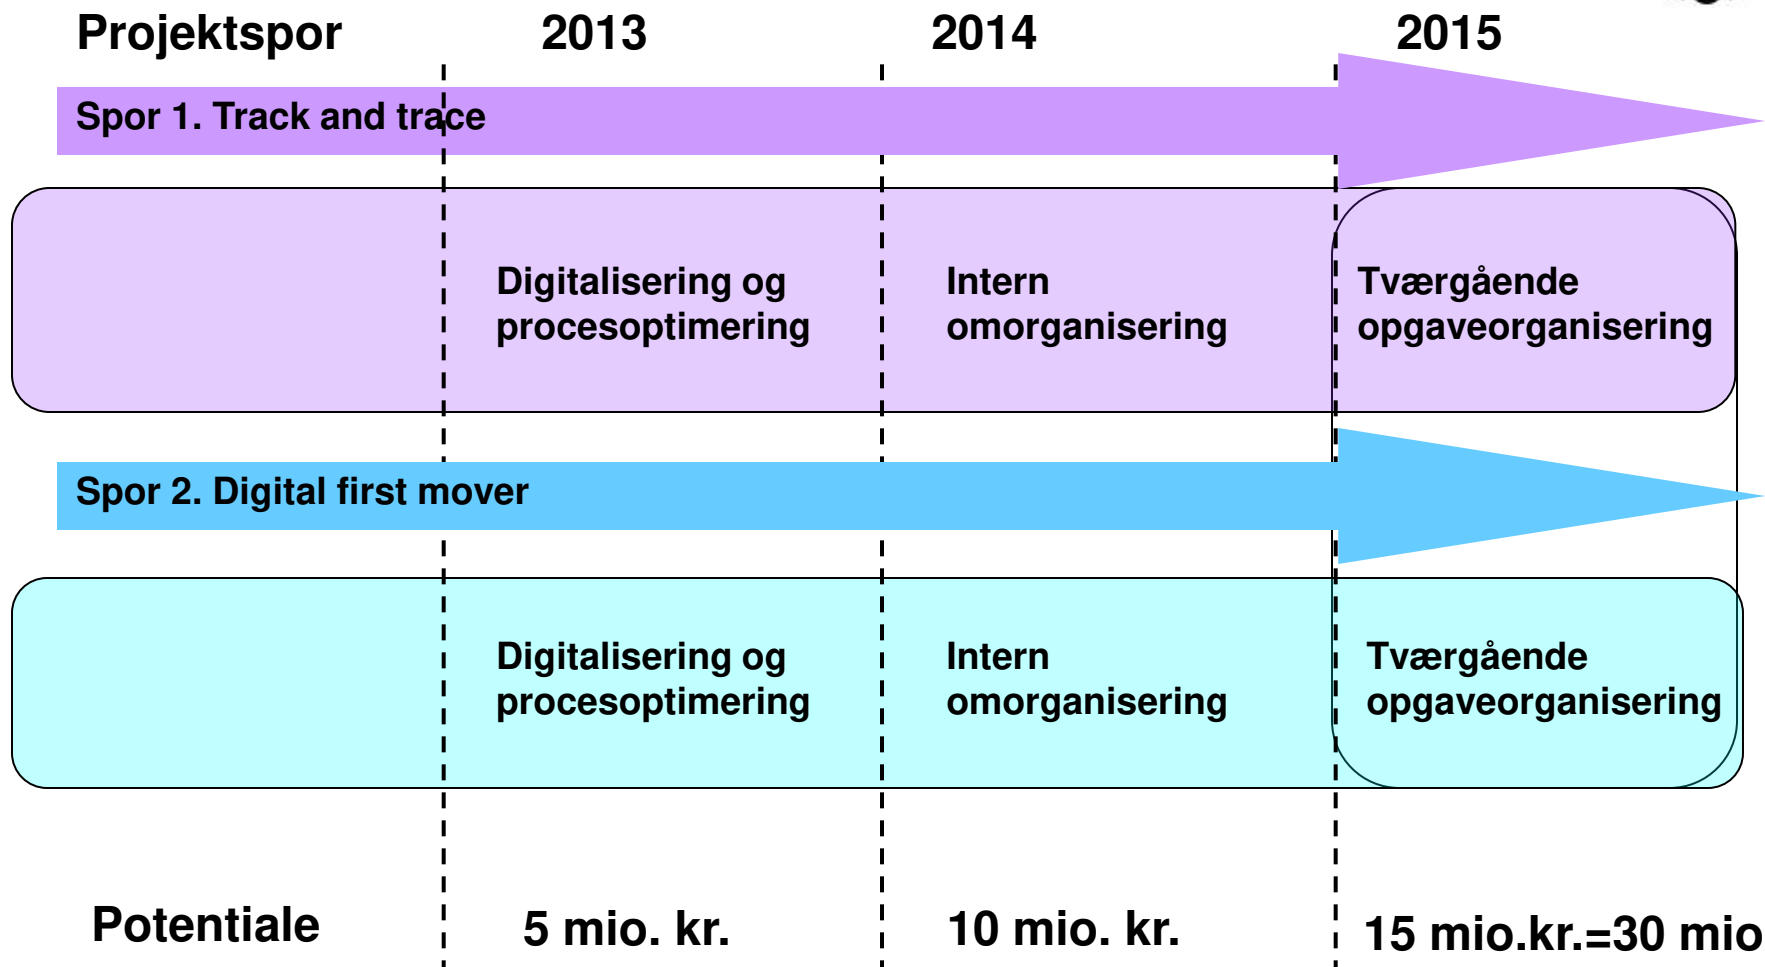 Projektspor 2013 2014 2015
Spor 1. Track and trace
Digitalisering og
procesoptimering
Intern
omorganisering
Tværgående
opgaveorganisering
Spor 2. Digital first mover
Digitalisering og
procesoptimering
Intern
omorganisering
Tværgående
opgaveorganisering
Potentiale 5 mio. kr. 10 mio. kr. 15 mio.kr.=30 mio